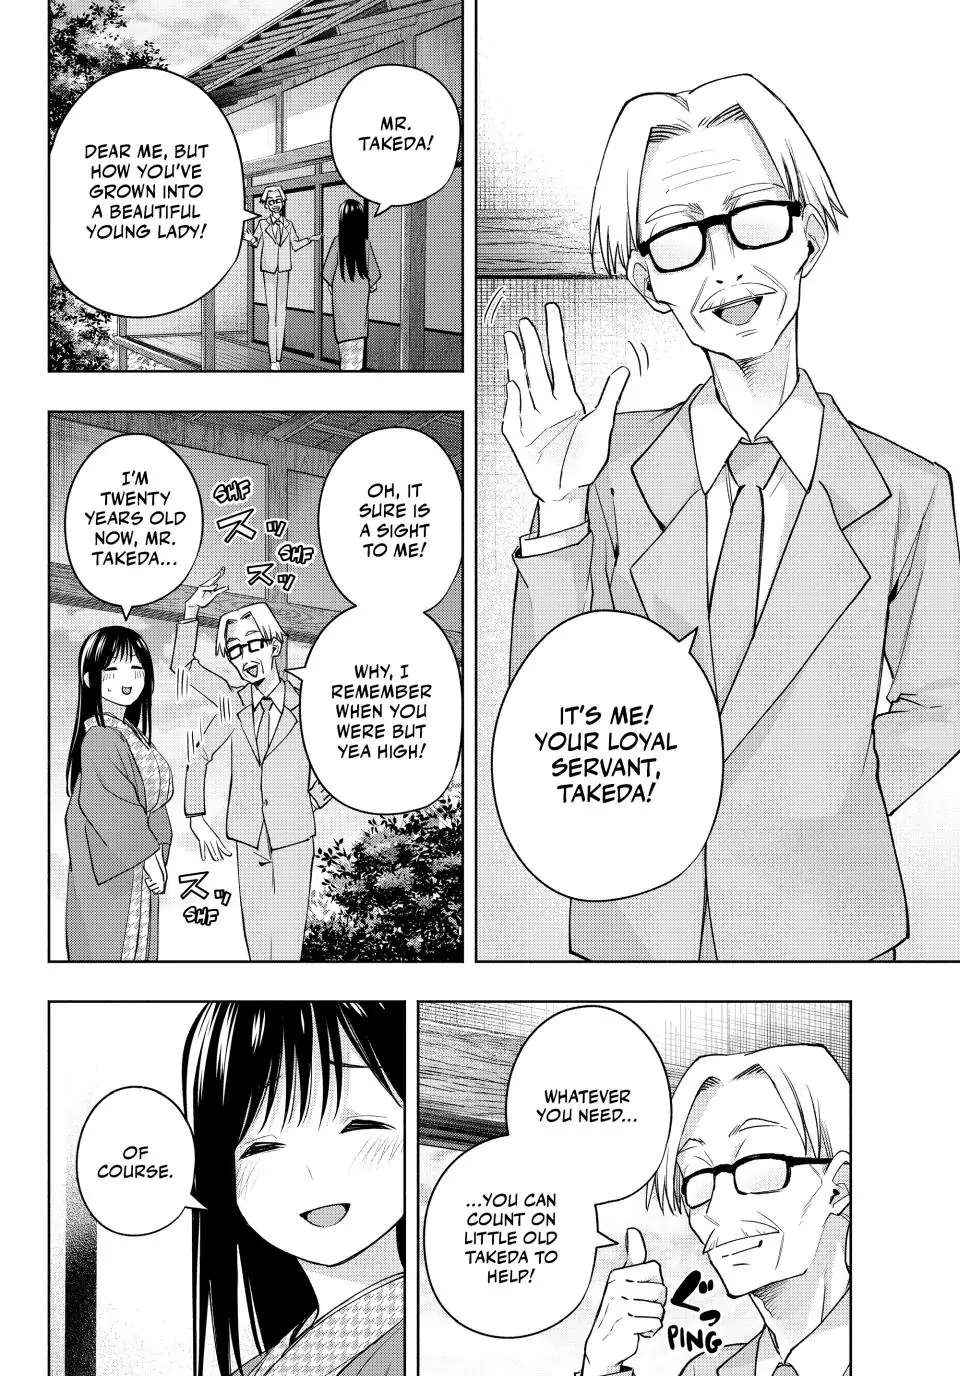 IT'S ME!
YOUR LOYAL
SERVANT,
TAKEDA!
MR.
TAKEDA!
DEAR ME, BUT
HOW YOU'VE
GROWN INTO
A BEAUTIFUL
YOUNG LADY!
OH, IT
SURE IS
A SIGHT
TO ME!
WHY, I
REMEMBER
WHEN YOU
WERE BUT
YEA HIGH!
SHF
スッ
SHF
スッ
I'M
TWENTY
YEARS OLD
NOW, MR.
TAKEDA...
スッ
SHF
WHATEVER
YOU NEED...
...YOU CAN
COUNT ON
LITTLE OLD
TAKEDA TO
HELP!
ぐっ
PING
OF
COURSE.